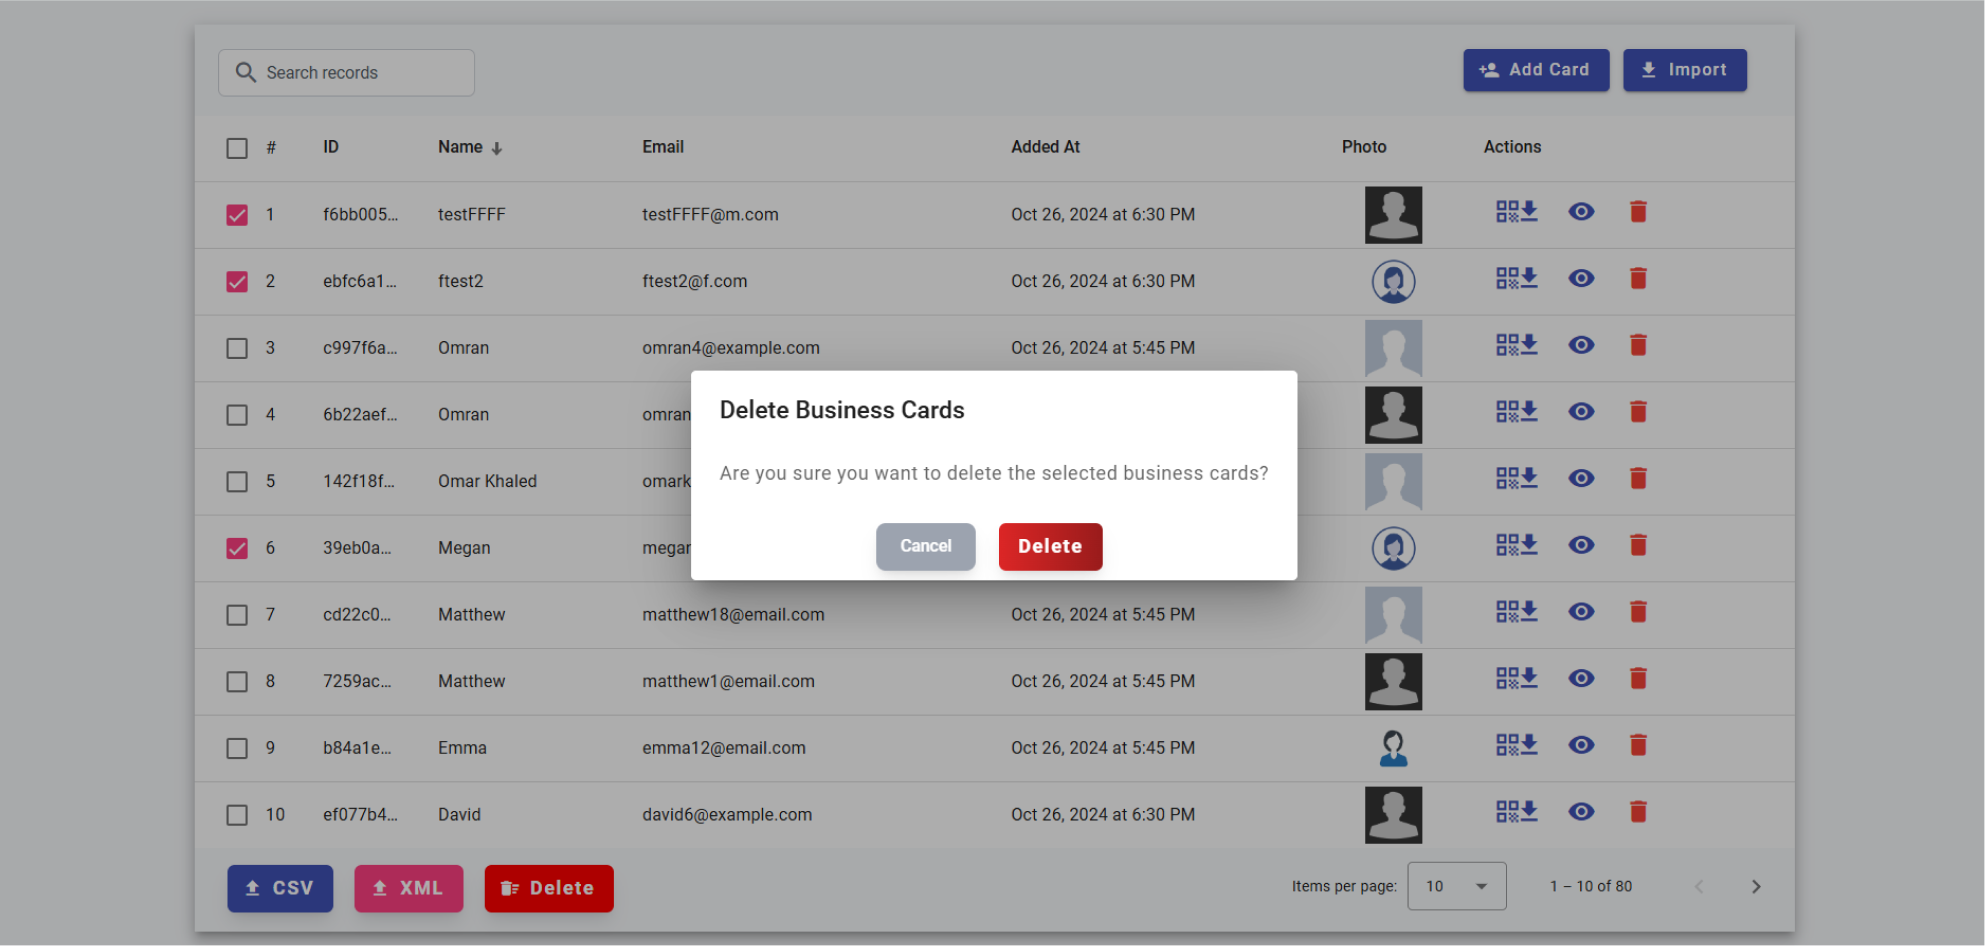 Search records
Add Card Import
# ID Name Email Added At Photo Actions
1 f6bb005... testFFFF testFFFF@m.com Oct 26, 2024 at 6:30 PM
2 ebfc6a1... ftest2 ftest2@f.com Oct 26, 2024 at 6:30 PM
3 c997f6a... Omran omran4@example.com Oct 26, 2024 at 5:45 PM
Delete Business Cards
4 6b22aef... Omran omran
Are you sure you want to delete the selected business cards?
5 142f18f... Omar Khaled omark
Cancel Delete
6 39eb0a... Megan megar
7 cd22c0... Matthew matthew18@email.com Oct 26, 2024 at 5:45 PM
8 7259ac... Matthew matthew1@email.com Oct 26, 2024 at 5:45 PM
9 b84a1e... Emma emma12@email.com Oct 26, 2024 at 5:45 PM
10 ef077b4... David david6@example.com Oct 26, 2024 at 6:30 PM
CSV XML Delete Items per page: 10 1 – 10 of 80